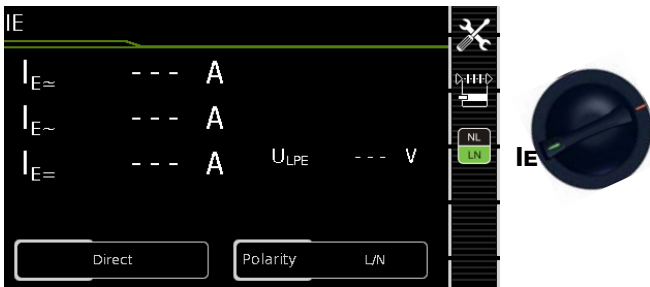 IE
IE≂ --- A
IE~ --- A
IE= --- A
ULPE --- V
Direct
Polarity L/N
NL
LN
IE